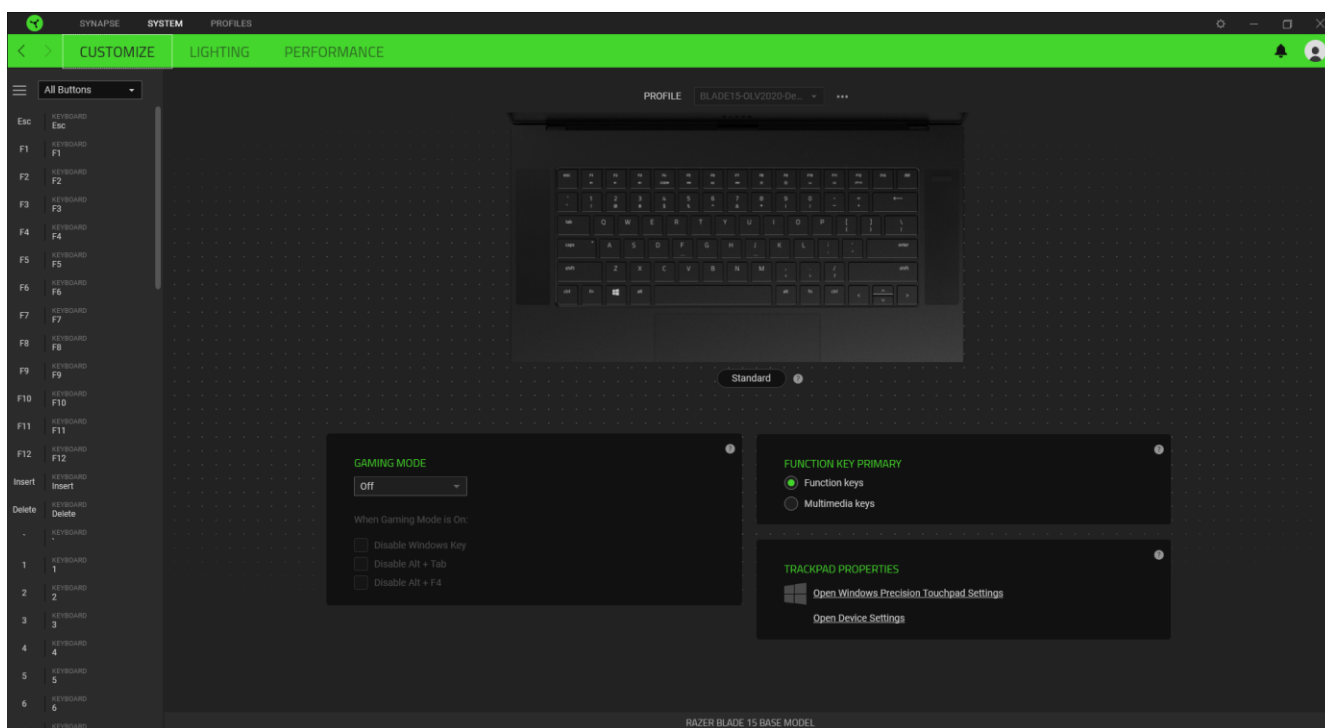 SYNAPSE SYSTEM PROFILES
CUSTOMIZE LIGHTING PERFORMANCE
All Buttons
PROFILE BLADE15-OLV2020-De...
Esc KEYBOARD
Esc
F1 KEYBOARD
F1
F2 KEYBOARD
F2
F3 KEYBOARD
F3
F4 KEYBOARD
F4
F5 KEYBOARD
F5
F6 KEYBOARD
F6
F7 KEYBOARD
F7
F8 KEYBOARD
F8
F9 KEYBOARD
F9
F10 KEYBOARD
F10
F11 KEYBOARD
F11
F12 KEYBOARD
F12
Insert KEYBOARD
Insert
Delete KEYBOARD
Delete
KEYBOARD
1 KEYBOARD
1
2 KEYBOARD
2
3 KEYBOARD
3
4 KEYBOARD
4
5 KEYBOARD
5
6 KEYBOARD
6
KEYBOARD
Q W E R T Y U I O P
A S D F G H J K L
Z X C V B N M
Standard
GAMING MODE
Off
When Gaming Mode is On:
Disable Windows Key
Disable Alt + Tab
Disable Alt + F4
FUNCTION KEY PRIMARY
Function keys
Multimedia keys
TRACKPAD PROPERTIES
Open Windows Precision Touchpad Settings
Open Device Settings
RAZER BLADE 15 BASE MODEL